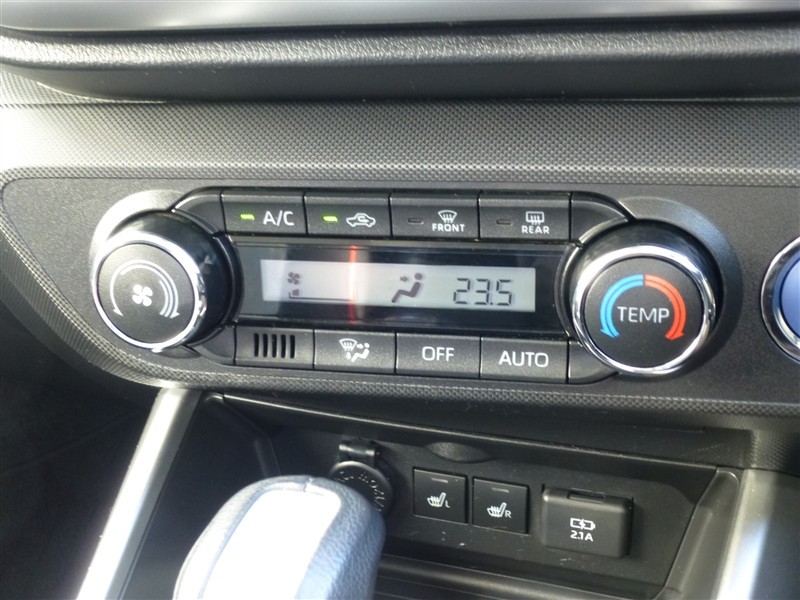 A/C
FRONT
REAR
23.5
TEMP
OFF
AUTO
L
R
2.1A